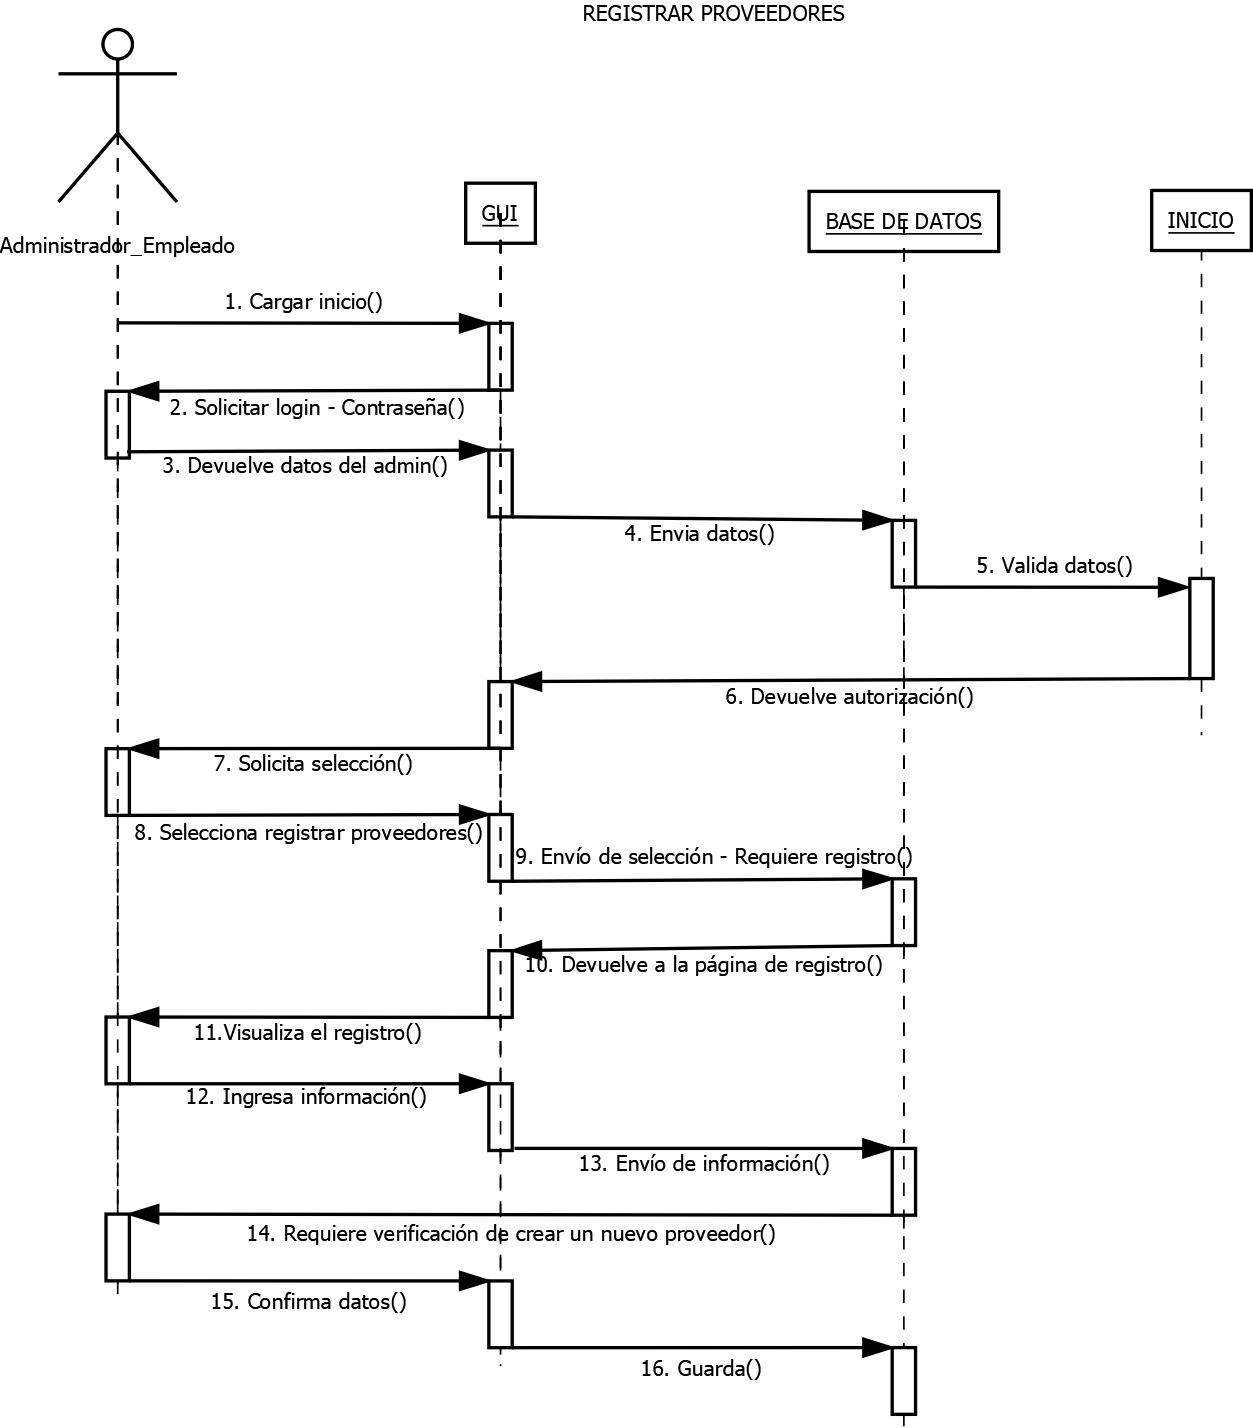 REGISTRAR PROVEEDORES
GUI
BASE DE DATOS
INICIO
Administrador_Empleado
1. Cargar inicio()
2. Solicitar login - Contraseña()
3. Devuelve datos del admin()
4. Envia datos()
5. Valida datos()
6. Devuelve autorización()
7. Solicita selección()
8. Selecciona registrar proveedores()
9. Envío de selección - Requiere registro()
10. Devuelve a la página de registro()
11.Visualiza el registro()
12. Ingresa información()
13. Envío de información()
14. Requiere verificación de crear un nuevo proveedor()
15. Confirma datos()
16. Guarda()